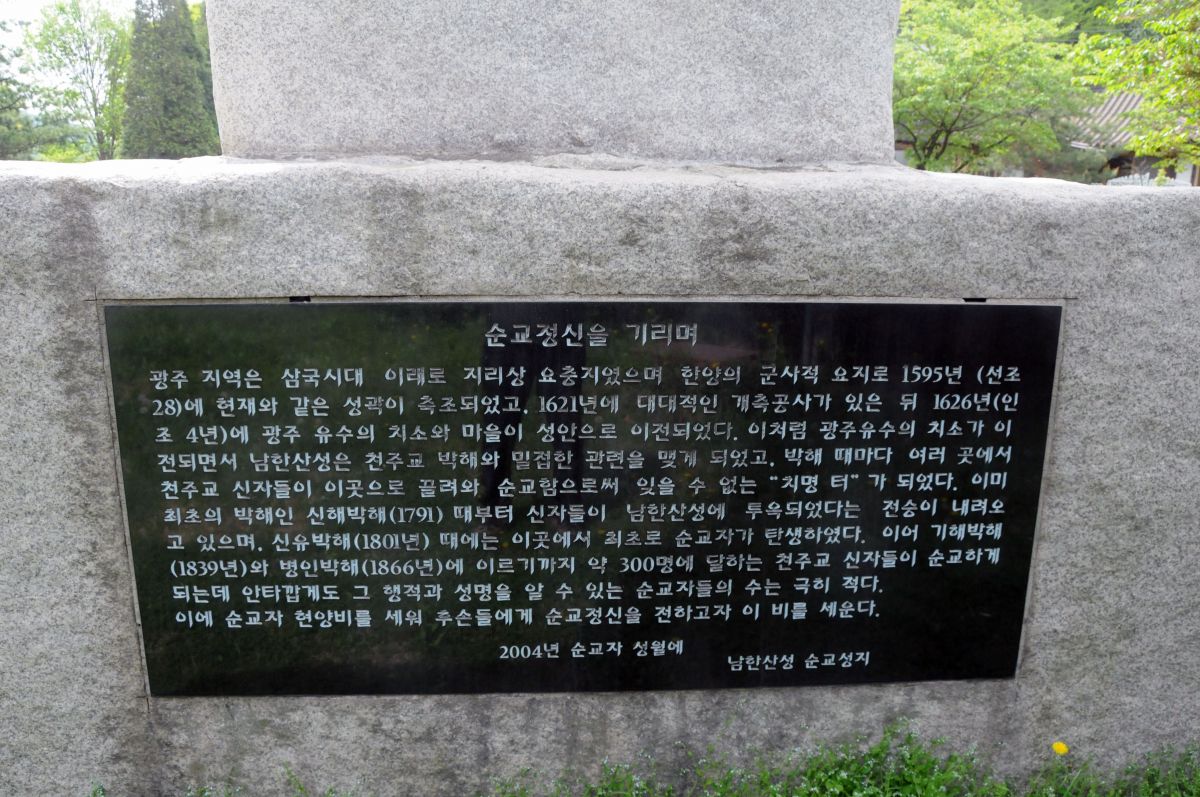 순교정신을 기리며
광주 지역은 삼국시대 이래로 지리상 요충지였으며 한양의 군사적 요지로 1595년 (선조
28)에 현재와 같은 성곽이 축조되었고, 1621년에 대대적인 개축공사가 있은 뒤 1626년(인
조 4년)에 광주 유수의 치소와 마을이 성안으로 이전되었다. 이처럼 광주유수의 치소가 이
전되면서 남한산성은 천주교 박해와 밀접한 관련을 맺게 되었고, 박해 때마다 여러 곳에서
천주교 신자들이 이곳으로 끌려와 순교함으로써 잊을 수 없는 "치명 터"가 되었다. 이미
최초의 박해인 신해박해(1791) 때부터 신자들이 남한산성에 투옥되었다는 전승이 내려오
고 있으며, 신유박해(1801년) 때에는 이곳에서 최초로 순교자가 탄생하였다. 이어 기해박해
(1839년)와 병인박해(1866년)에 이르기까지 약 300명에 달하는 천주교 신자들이 순교하게
되는데 안타깝게도 그 행적과 성명을 알 수 있는 순교자들의 수는 극히 적다.
이에 순교자 현양비를 세워 후손들에게 순교정신을 전하고자 이 비를 세운다.
2004년 순교자 성월에
남한산성 순교성지